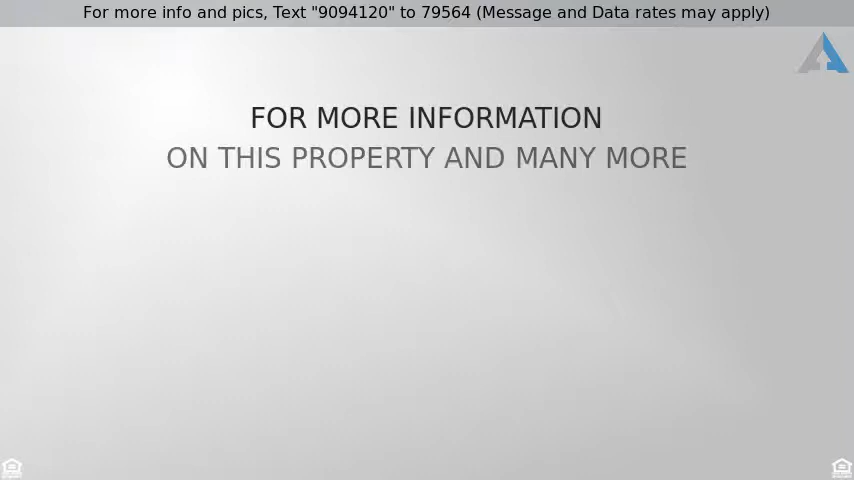 For more info and pics, Text "9094120" to 79564 (Message and Data rates may apply)
FOR MORE INFORMATION
ON THIS PROPERTY AND MANY MORE